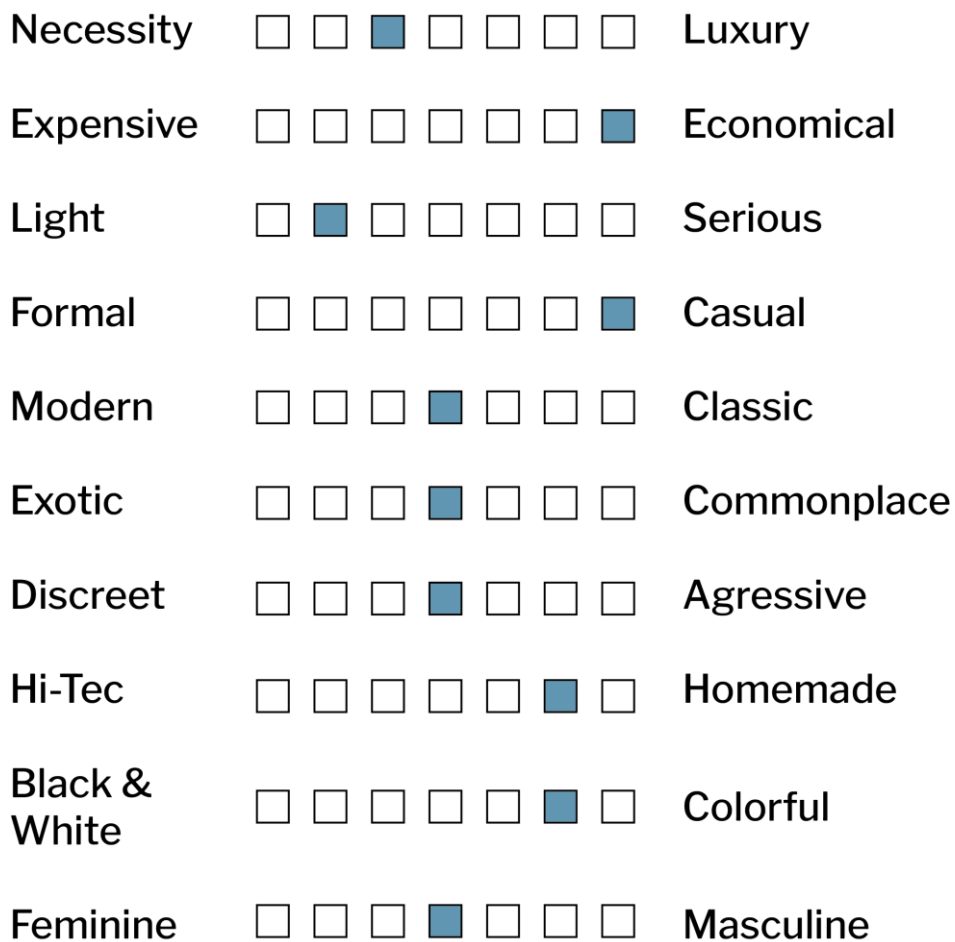 Necessity Luxury
Expensive Economical
Light Serious
Formal Casual
Modern Classic
Exotic Commonplace
Discreet Agressive
Hi-Tec Homemade
Black &
White Colorful
Feminine Masculine